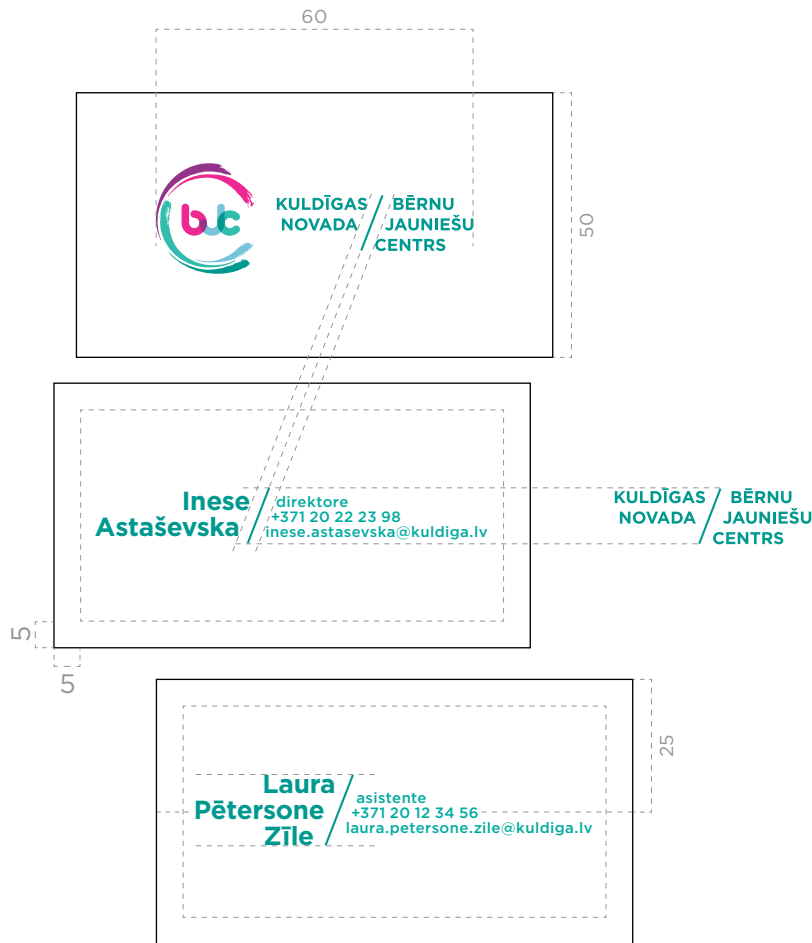 60
50
bjc
KULDĪGAS
NOVADA
BĒRNU
JAUNIEŠU
CENTRS
Inese
Astaševska
direktore
+371 20 22 23 98
inese.astasevska@kuldiga.lv
KULDĪGAS
NOVADA
BĒRNU
JAUNIEŠU
CENTRS
5
5
25
Laura
Pētersone
Zīle
asistente
+371 20 12 34 56
laura.petersone.zile@kuldiga.lv